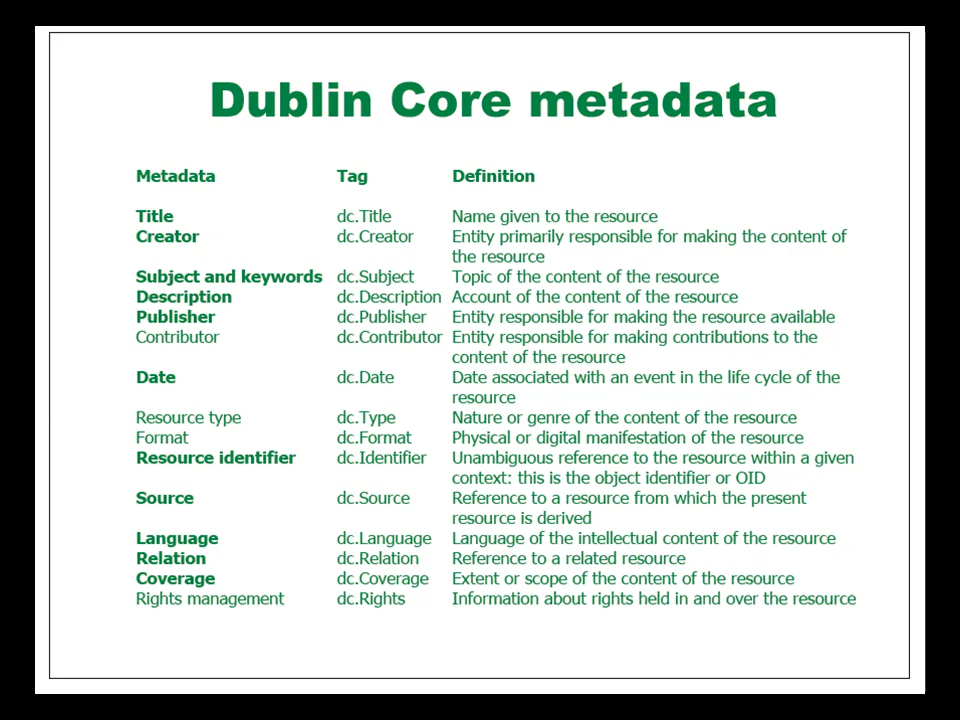 Dublin Core metadata
Metadata Tag Definition
Title dc.Title Name given to the resource
Creator dc.Creator Entity primarily responsible for making the content of
the resource
Subject and keywords dc.Subject Topic of the content of the resource
Description dc.Description Account of the content of the resource
Publisher dc.Publisher Entity responsible for making the resource available
Contributor dc.Contributor Entity responsible for making contributions to the
content of the resource
Date dc.Date Date associated with an event in the life cycle of the
resource
Resource type dc.Type Nature or genre of the content of the resource
Format dc.Format Physical or digital manifestation of the resource
Resource identifier dc.Identifier Unambiguous reference to the resource within a given
context: this is the object identifier or OID
Source dc.Source Reference to a resource from which the present
resource is derived
Language dc.Language Language of the intellectual content of the resource
Relation dc.Relation Reference to a related resource
Coverage dc.Coverage Extent or scope of the content of the resource
Rights management dc.Rights Information about rights held in and over the resource